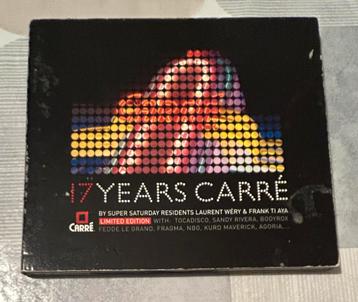 17 YEARS CARRÉ
BY SUPER SATURDAY RESIDENTS LAURENT WÉRY & FRANK TI AYA
LIMITED EDITION WITH: TOCADISCO, SANDY RIVERA, BODYROX
FEDDE LE GRAND, FRAGMA, NBG, KURD MAVERICK, AGORIA,...
CARRÉ